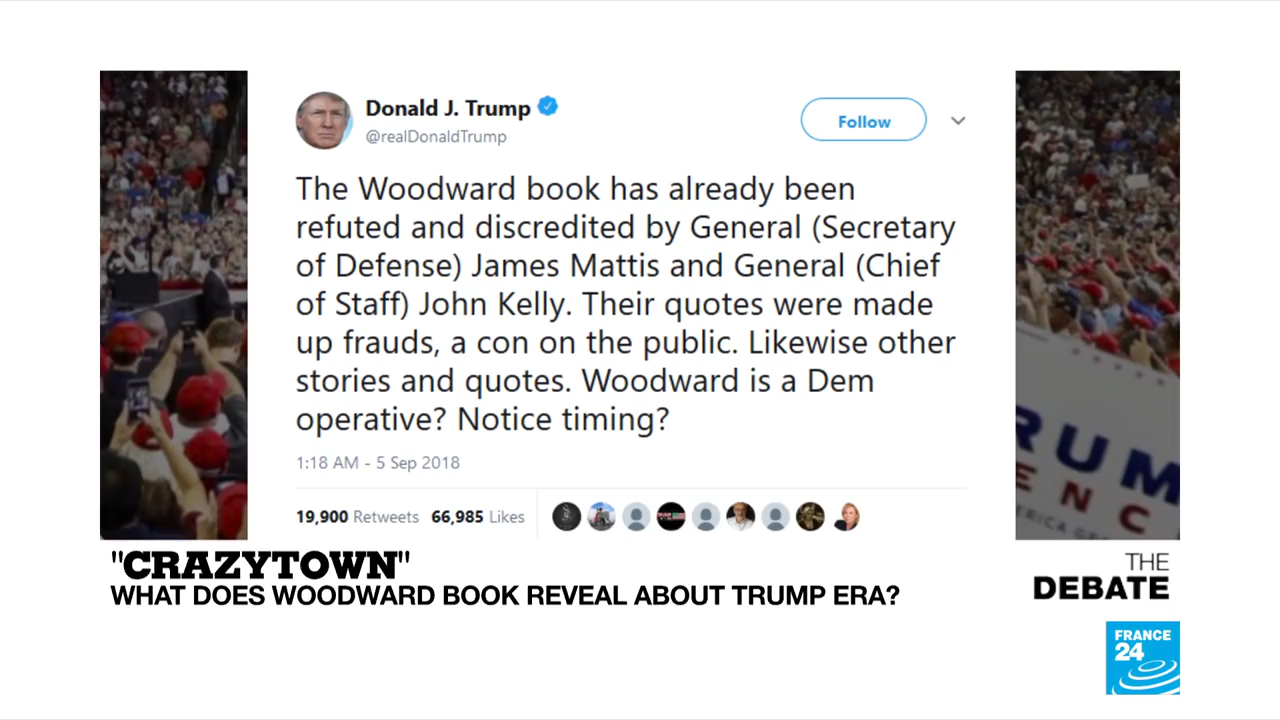 Donald J. Trump
@realDonaldTrump
Follow
The Woodward book has already been
refuted and discredited by General (Secretary
of Defense) James Mattis and General (Chief
of Staff) John Kelly. Their quotes were made
up frauds, a con on the public. Likewise other
stories and quotes. Woodward is a Dem
operative? Notice timing?
1:18 AM - 5 Sep 2018
19,900 Retweets 66,985 Likes
RUM
ENC
"CRAZYTOWN"
WHAT DOES WOODWARD BOOK REVEAL ABOUT TRUMP ERA?
THE
DEBATE
FRANCE
24